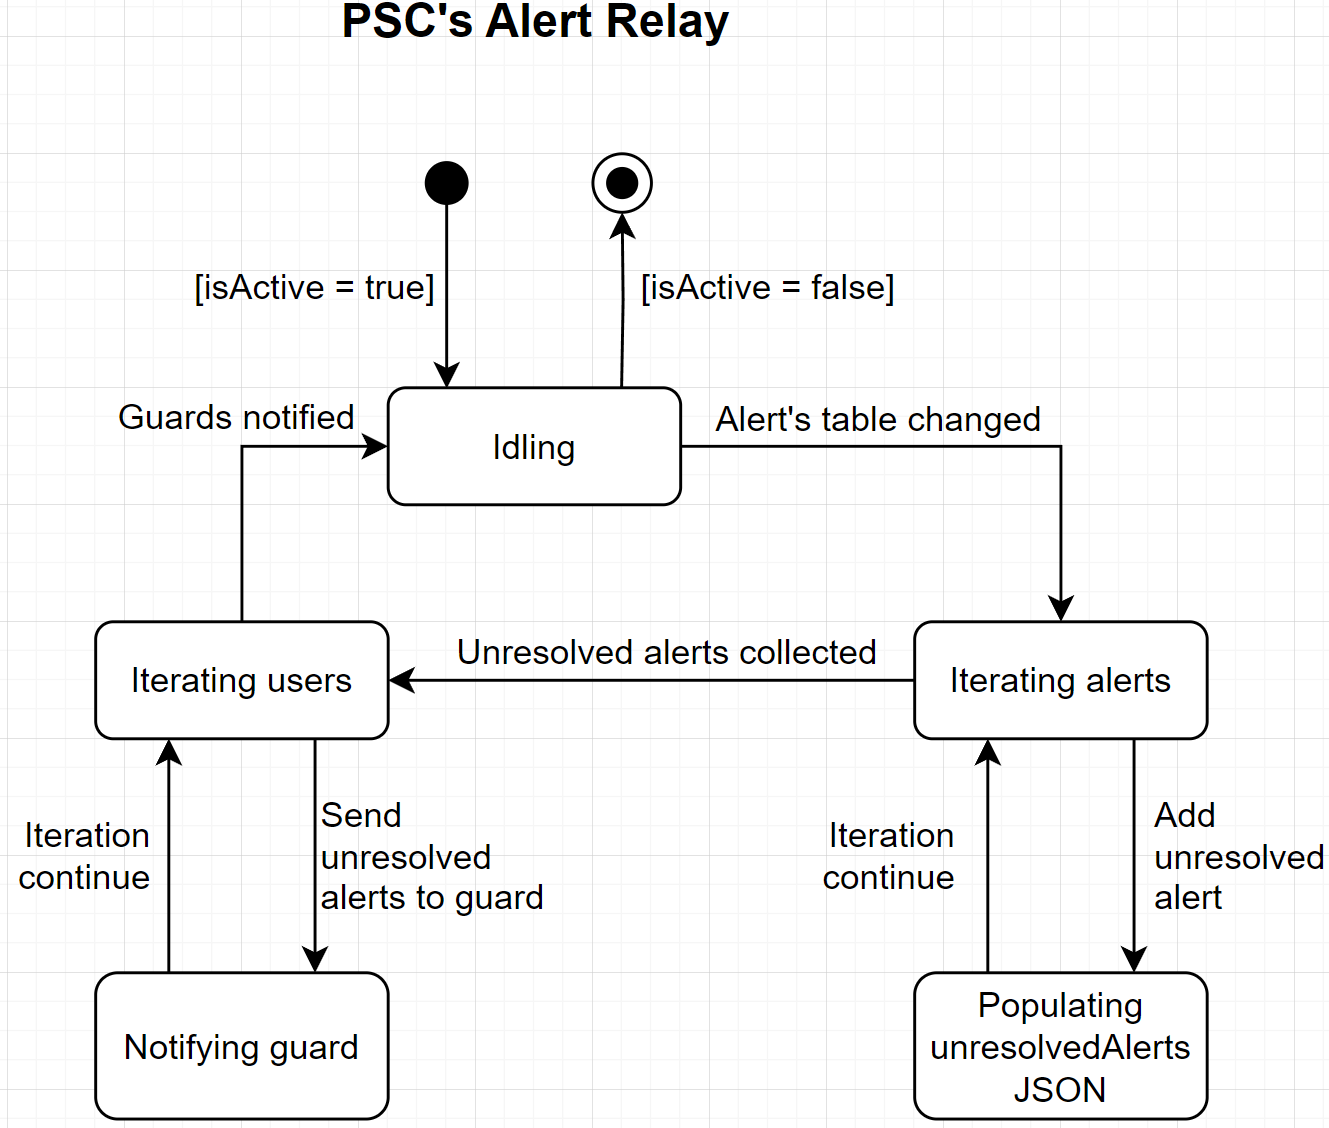 PSC's Alert Relay
[isActive = true]
[isActive = false]
Guards notified
Idling
Alert's table changed
Iterating users
Unresolved alerts collected
Iterating alerts
Iteration
continue
Send
unresolved
alerts to guard
Iteration
continue
Add
unresolved
alert
Notifying guard
Populating
unresolvedAlerts
JSON